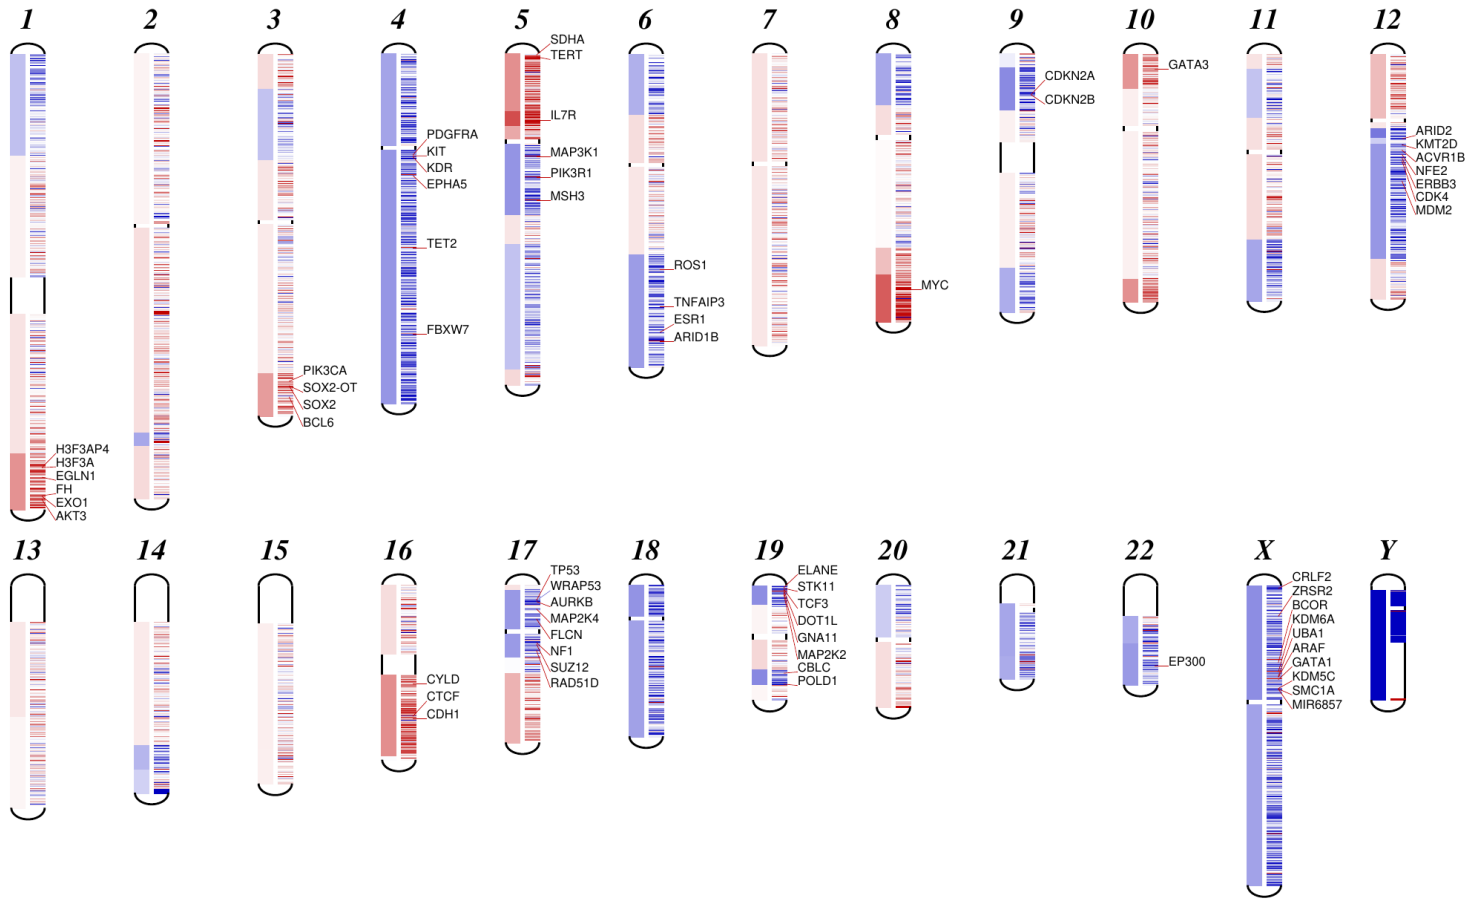 1 2 3 4 5 6 7 8 9 10 11 12
H3F3AP4
H3F3A
EGLN1
FH
EXO1
AKT3
PIK3CA
SOX2-OT
SOX2
BCL6
PDGFRA
KIT
KDR
EPHA5
TET2
FBXW7
SDHA
TERT
IL7R
MAP3K1
PIK3R1
MSH3
ROS1
TNFAIP3
ESR1
ARID1B
MYC
CDKN2A
CDKN2B
GATA3
ARID2
KMT2D
ACVR1B
NFE2
ERBB3
CDK4
MDM2
13 14 15 16 17 18 19 20 21 22 X Y
CYLD
CTCF
CDH1
TP53
WRAP53
AURKB
MAP2K4
FLCN
NF1
SUZ12
RAD51D
ELANE
STK11
TCF3
DOT1L
GNA11
MAP2K2
CBLC
POLD1
EP300
CRLF2
ZRSR2
BCOR
KDM6A
UBA1
ARAF
GATA1
KDM5C
SMC1A
MIR6857